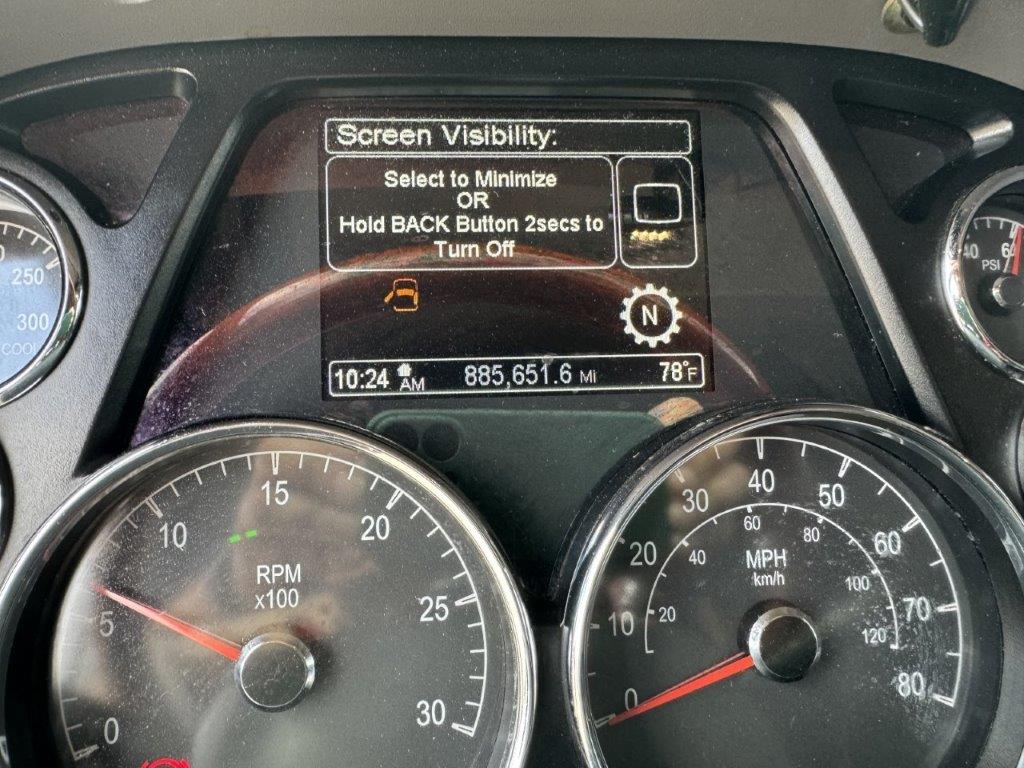 Screen Visibility:
Select to Minimize
OR
Hold BACK Button 2secs to
Turn Off
N
10:24 AM 885,651.6 MI 78°F
250
300
COOL
40 60
PSI
0 5 10 15 20 25 30
RPM
x100
0 10 20 30 40 50 60 70 80
20 40 60 80 100 120
MPH
km/h